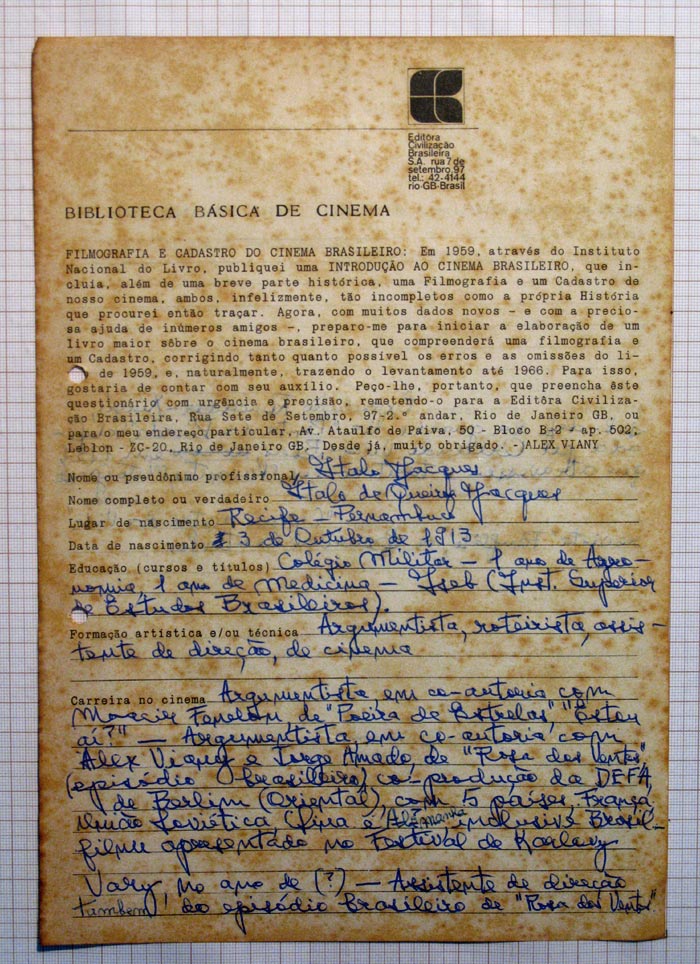 Editôra
Civilização
Brasileira
S.A. rua 7 de
setembro, 97
tel.: 42-4144
rio-GB-Brasil
BIBLIOTECA BÁSICA DE CINEMA
FILMOGRAFIA E CADASTRO DO CINEMA BRASILEIRO: Em 1959, através do Instituto
Nacional do Livro, publiquei uma INTRODUÇÃO AO CINEMA BRASILEIRO, que in-
cluia, além de uma breve parte histórica, uma Filmografia e um Cadastro de
nosso cinema, ambos, infelizmente, tão incompletos como a própria História
que procurei então traçar. Agora, com muitos dados novos - e com a precio-
sa ajuda de inúmeros amigos -, preparo-me para iniciar a elaboração de um
livro maior sôbre o cinema brasileiro, que compreenderá uma filmografia e
um Cadastro, corrigindo tanto quanto possível os erros e as omissões do li-
de 1959, e, naturalmente, trazendo o levantamento até 1966. Para isso,
gostaria de contar com seu auxílio. Peço-lhe, portanto, que preencha êste
questionário com urgência e precisão, remetendo-o para a Editôra Civiliza-
ção Brasileira, Rua Sete de Setembro, 97-2.º andar, Rio de Janeiro GB, ou
para o meu endereço particular, Av. Ataulfo de Paiva, 50 - Bloco B-2 - ap. 502,
Leblon - ZC-20, Rio de Janeiro GB. Desde já, muito obrigado. - ALEX VIANY
Nome ou pseudônimo profissional Italo Jacques
Nome completo ou verdadeiro Italo de Queiroz Jacques
Lugar de nascimento Recife - Pernambuco
Data de nascimento 3 de Outubro de 1913
Educação (cursos e títulos) Colégio Militar - 1 ano de Agro-
nomia, 1 ano de Medicina - Iseb (Inst. Superior
de Estudos Brasileiros).
Formação artística e/ou técnica Argumentista, roteirista, assis-
tente de direção, de cinema
Carreira no cinema Argumentista em co-autoria com
Moacir Fenelon, de "Poeira de Estrelas", "Estou
aí?" - Argumentista, em co-autoria com
Alex Viany e Jorge Amado, de "Rosa dos Ventos",
(episódio brasileiro) co-produção da DEFA,
de Berlim (Oriental), com 5 países, França,
União Soviética, China e Alemanha inclusive Brasil-
filme apresentado no Festival de Karlovy
Vary no ano de (?) - Assistente de direção
também do episódio brasileiro de "Rosa dos Ventos".